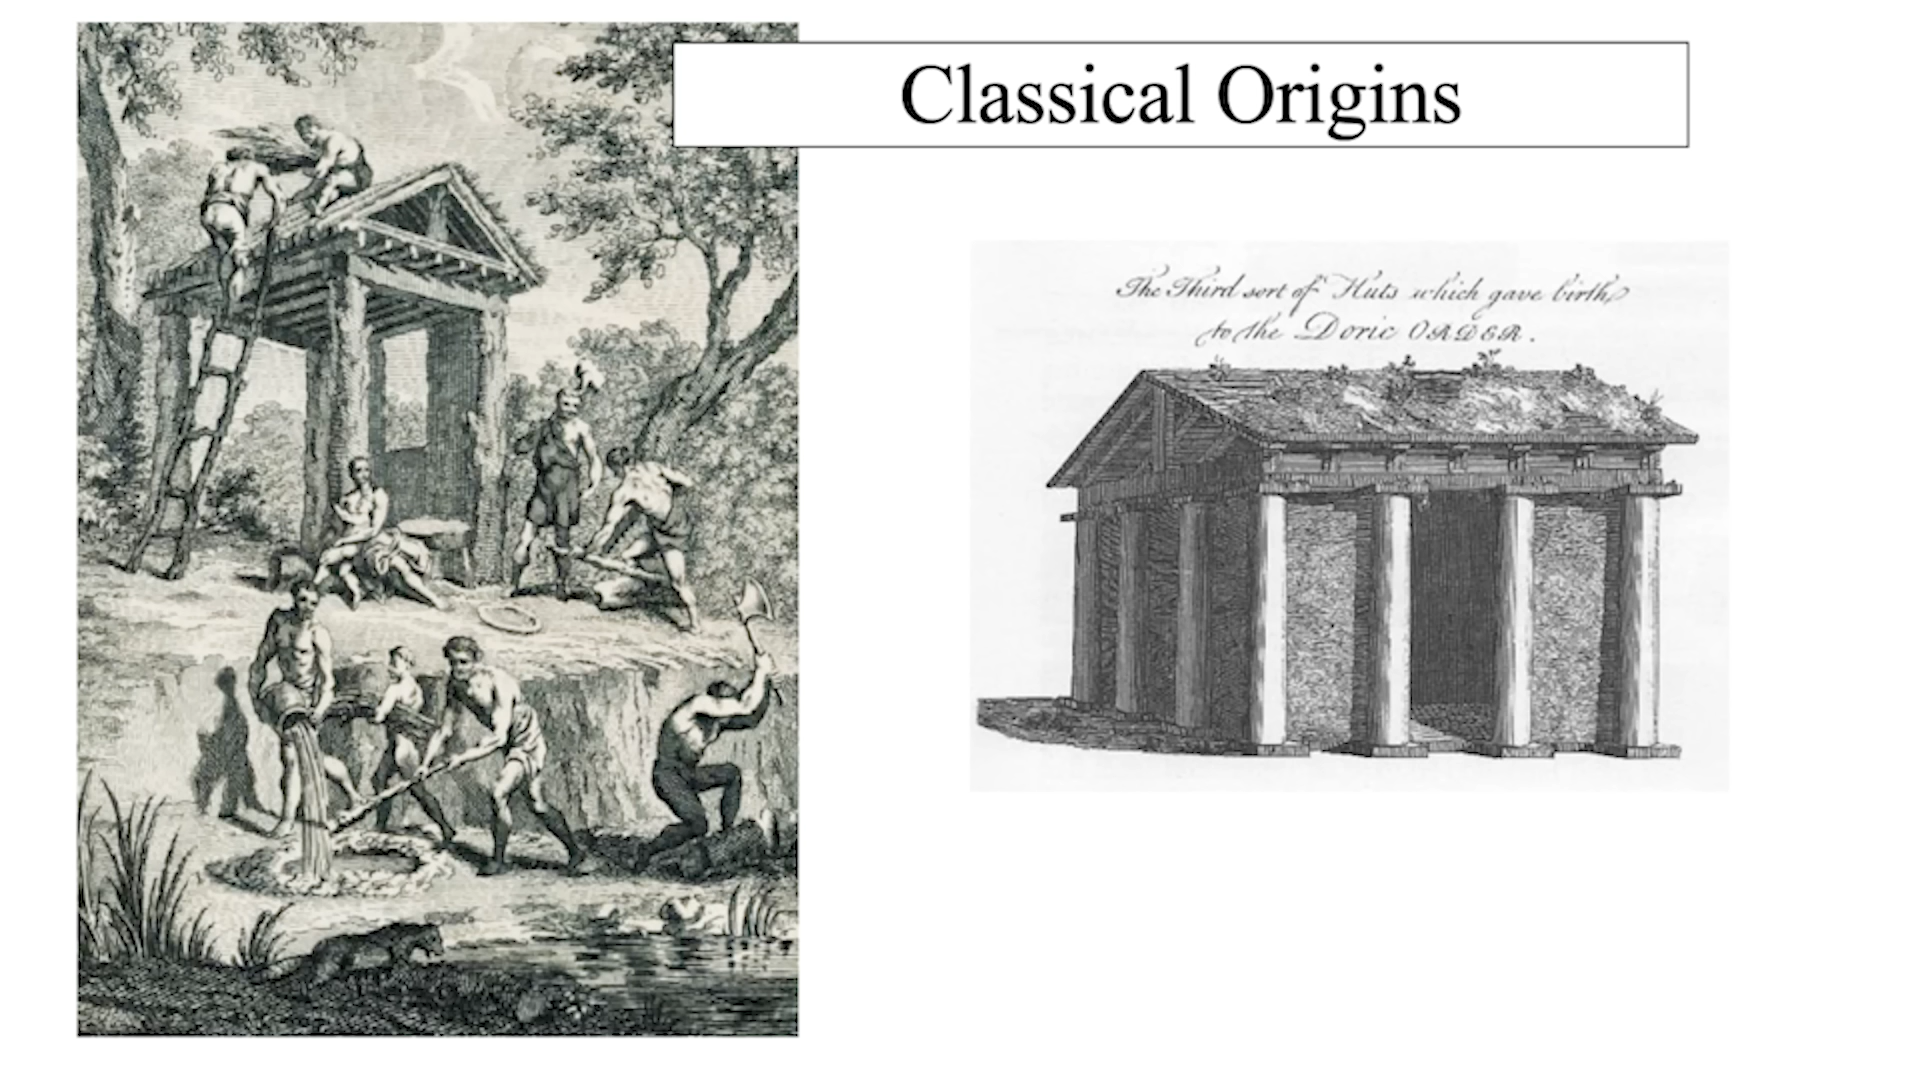 Classical Origins
The Third sort of Huts which gave birth
to the Doric ORDER.